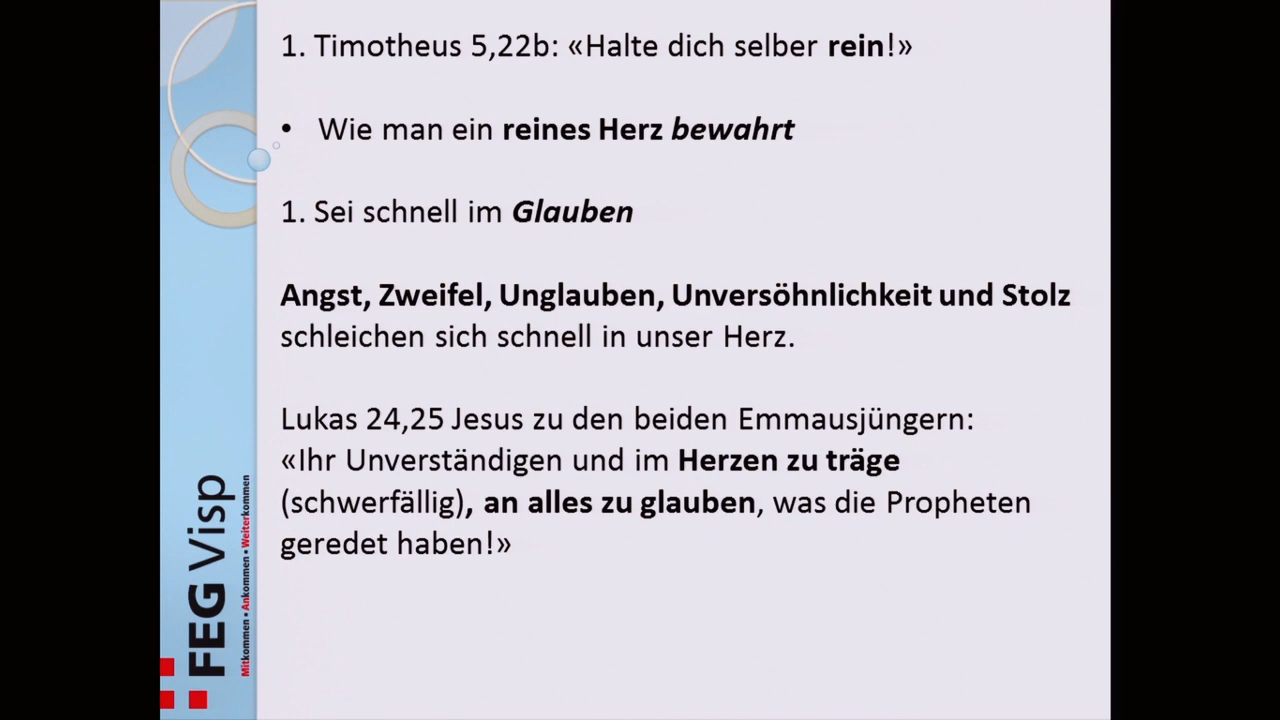 1. Timotheus 5,22b: «Halte dich selber rein!»
• Wie man ein reines Herz bewahrt
1. Sei schnell im Glauben
Angst, Zweifel, Unglauben, Unversöhnlichkeit und Stolz
schleichen sich schnell in unser Herz.
Lukas 24,25 Jesus zu den beiden Emmausjüngern:
«Ihr Unverständigen und im Herzen zu träge
(schwerfällig), an alles zu glauben, was die Propheten
geredet haben!»
FEG Visp
Mitkommen • Ankommen • Weiterkommen